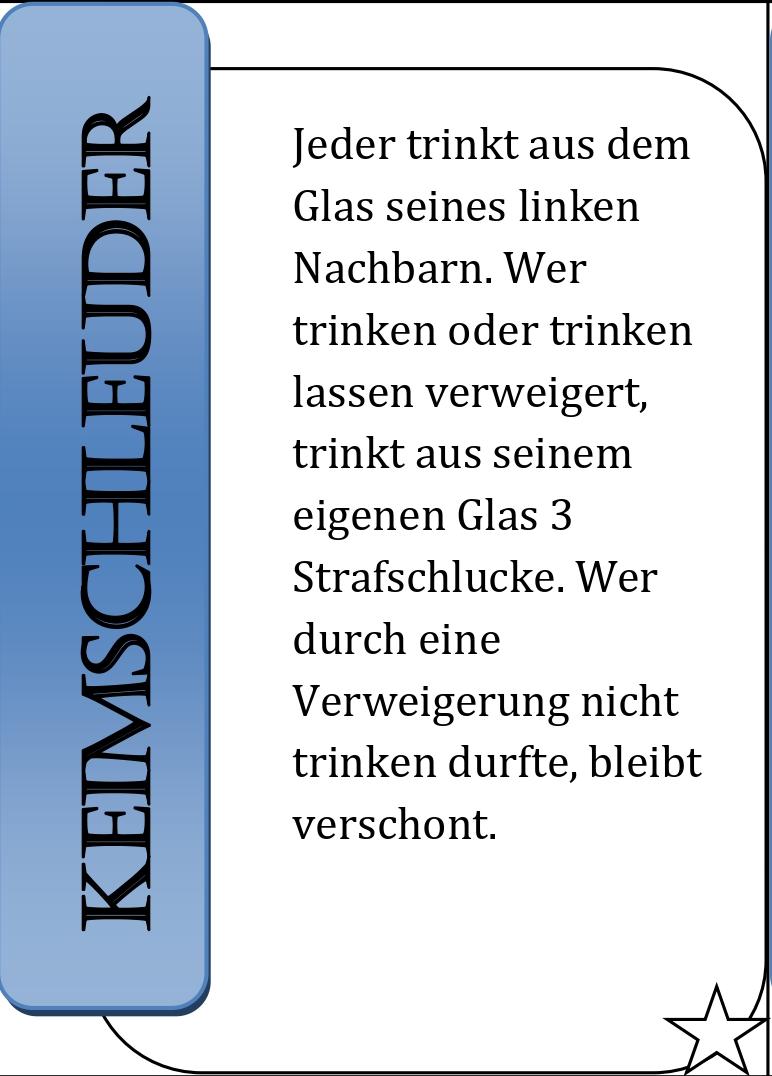 KEIMSCHLEUDER
Jeder trinkt aus dem
Glas seines linken
Nachbarn. Wer
trinken oder trinken
lassen verweigert,
trinkt aus seinem
eigenen Glas 3
Strafschlucke. Wer
durch eine
Verweigerung nicht
trinken durfte, bleibt
verschont.